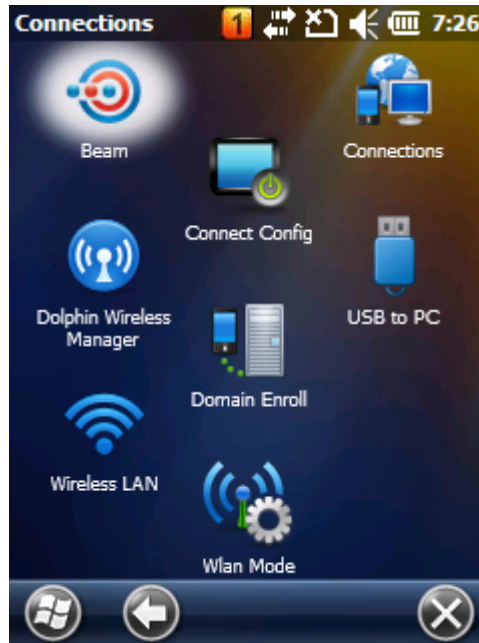 Connections 1 7:26
Beam
Connections
Connect Config
Dolphin Wireless
Manager
USB to PC
Domain Enroll
Wireless LAN
Wlan Mode